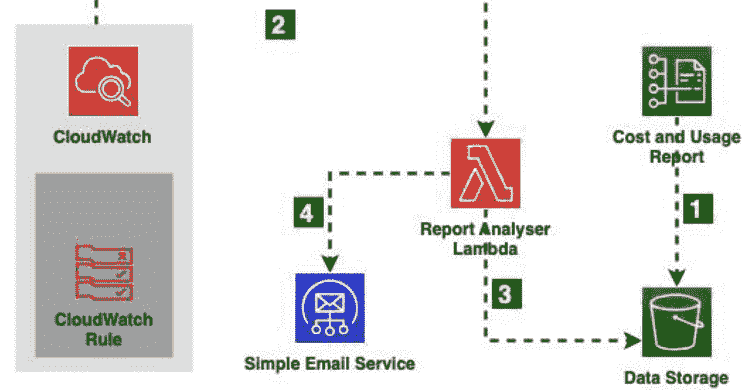 2
CloudWatch
Cost and Usage
Report
4
Report Analyser
Lambda
1
3
CloudWatch
Rule
Simple Email Service
Data Storage